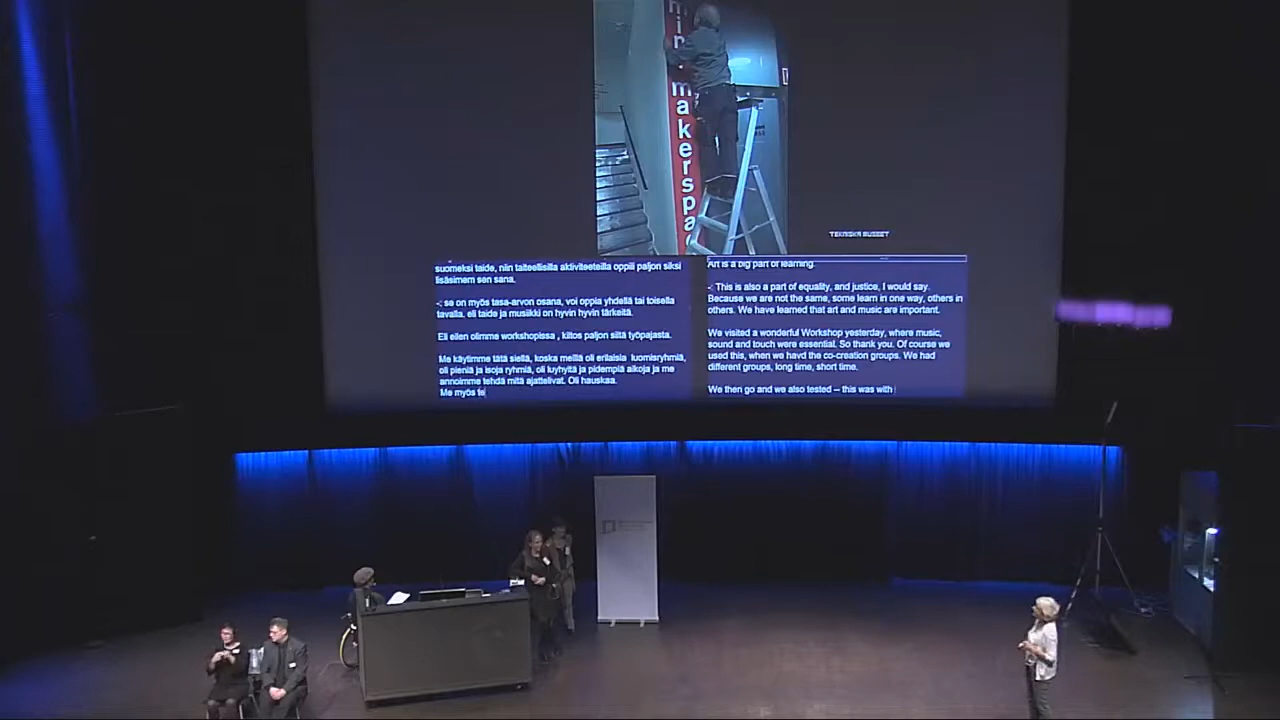 mini makerspa
TEKNISKA MUSEET
suomeksi taide, niin taiteellisilla aktiviteeteilla oppii paljon siksi
lisäsimem sen sana.
-: se on myös tasa-arvon osana, voi oppia yhdellä tai toisella
tavalla. eli taide ja musiikki on hyvin hyvin tärkeitä.
Eli eilen olimme workshopissa , kiitos paljon siitä työpajasta.
Me käytimme tätä siellä, koska meillä oli erilaisia luomisryhmiä,
oli pieniä ja isoja ryhmiä, oli luyhyitä ja pidempiä aikoja ja me
annoimme tehdä mitä ajattelivat. Oli hauskaa.
Me myös te
Art is a big part of learning.
-: This is also a part of equality, and justice, I would say.
Because we are not the same, some learn in one way, others in
others. We have learned that art and music are important.
We visited a wonderful Workshop yesterday, where music,
sound and touch were essential. So thank you. Of course we
used this, when we havd the co-creation groups. We had
different groups, long time, short time.
We then go and we also tested – this was with